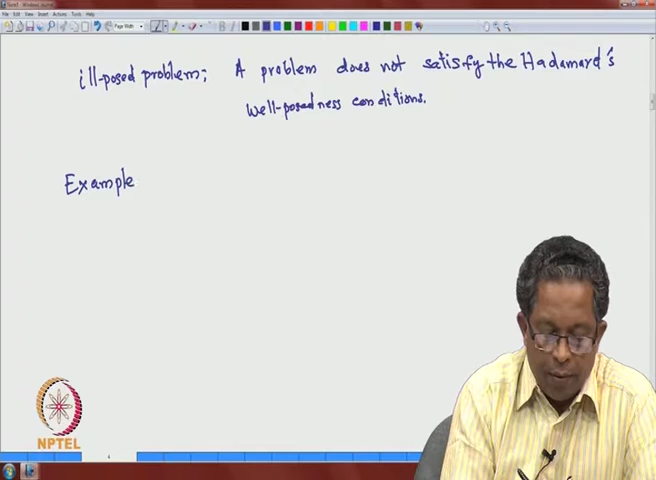 ill-posed problem; A problem does not satisfy the Hadamard's
well-posedness conditions.
Example
NPTEL